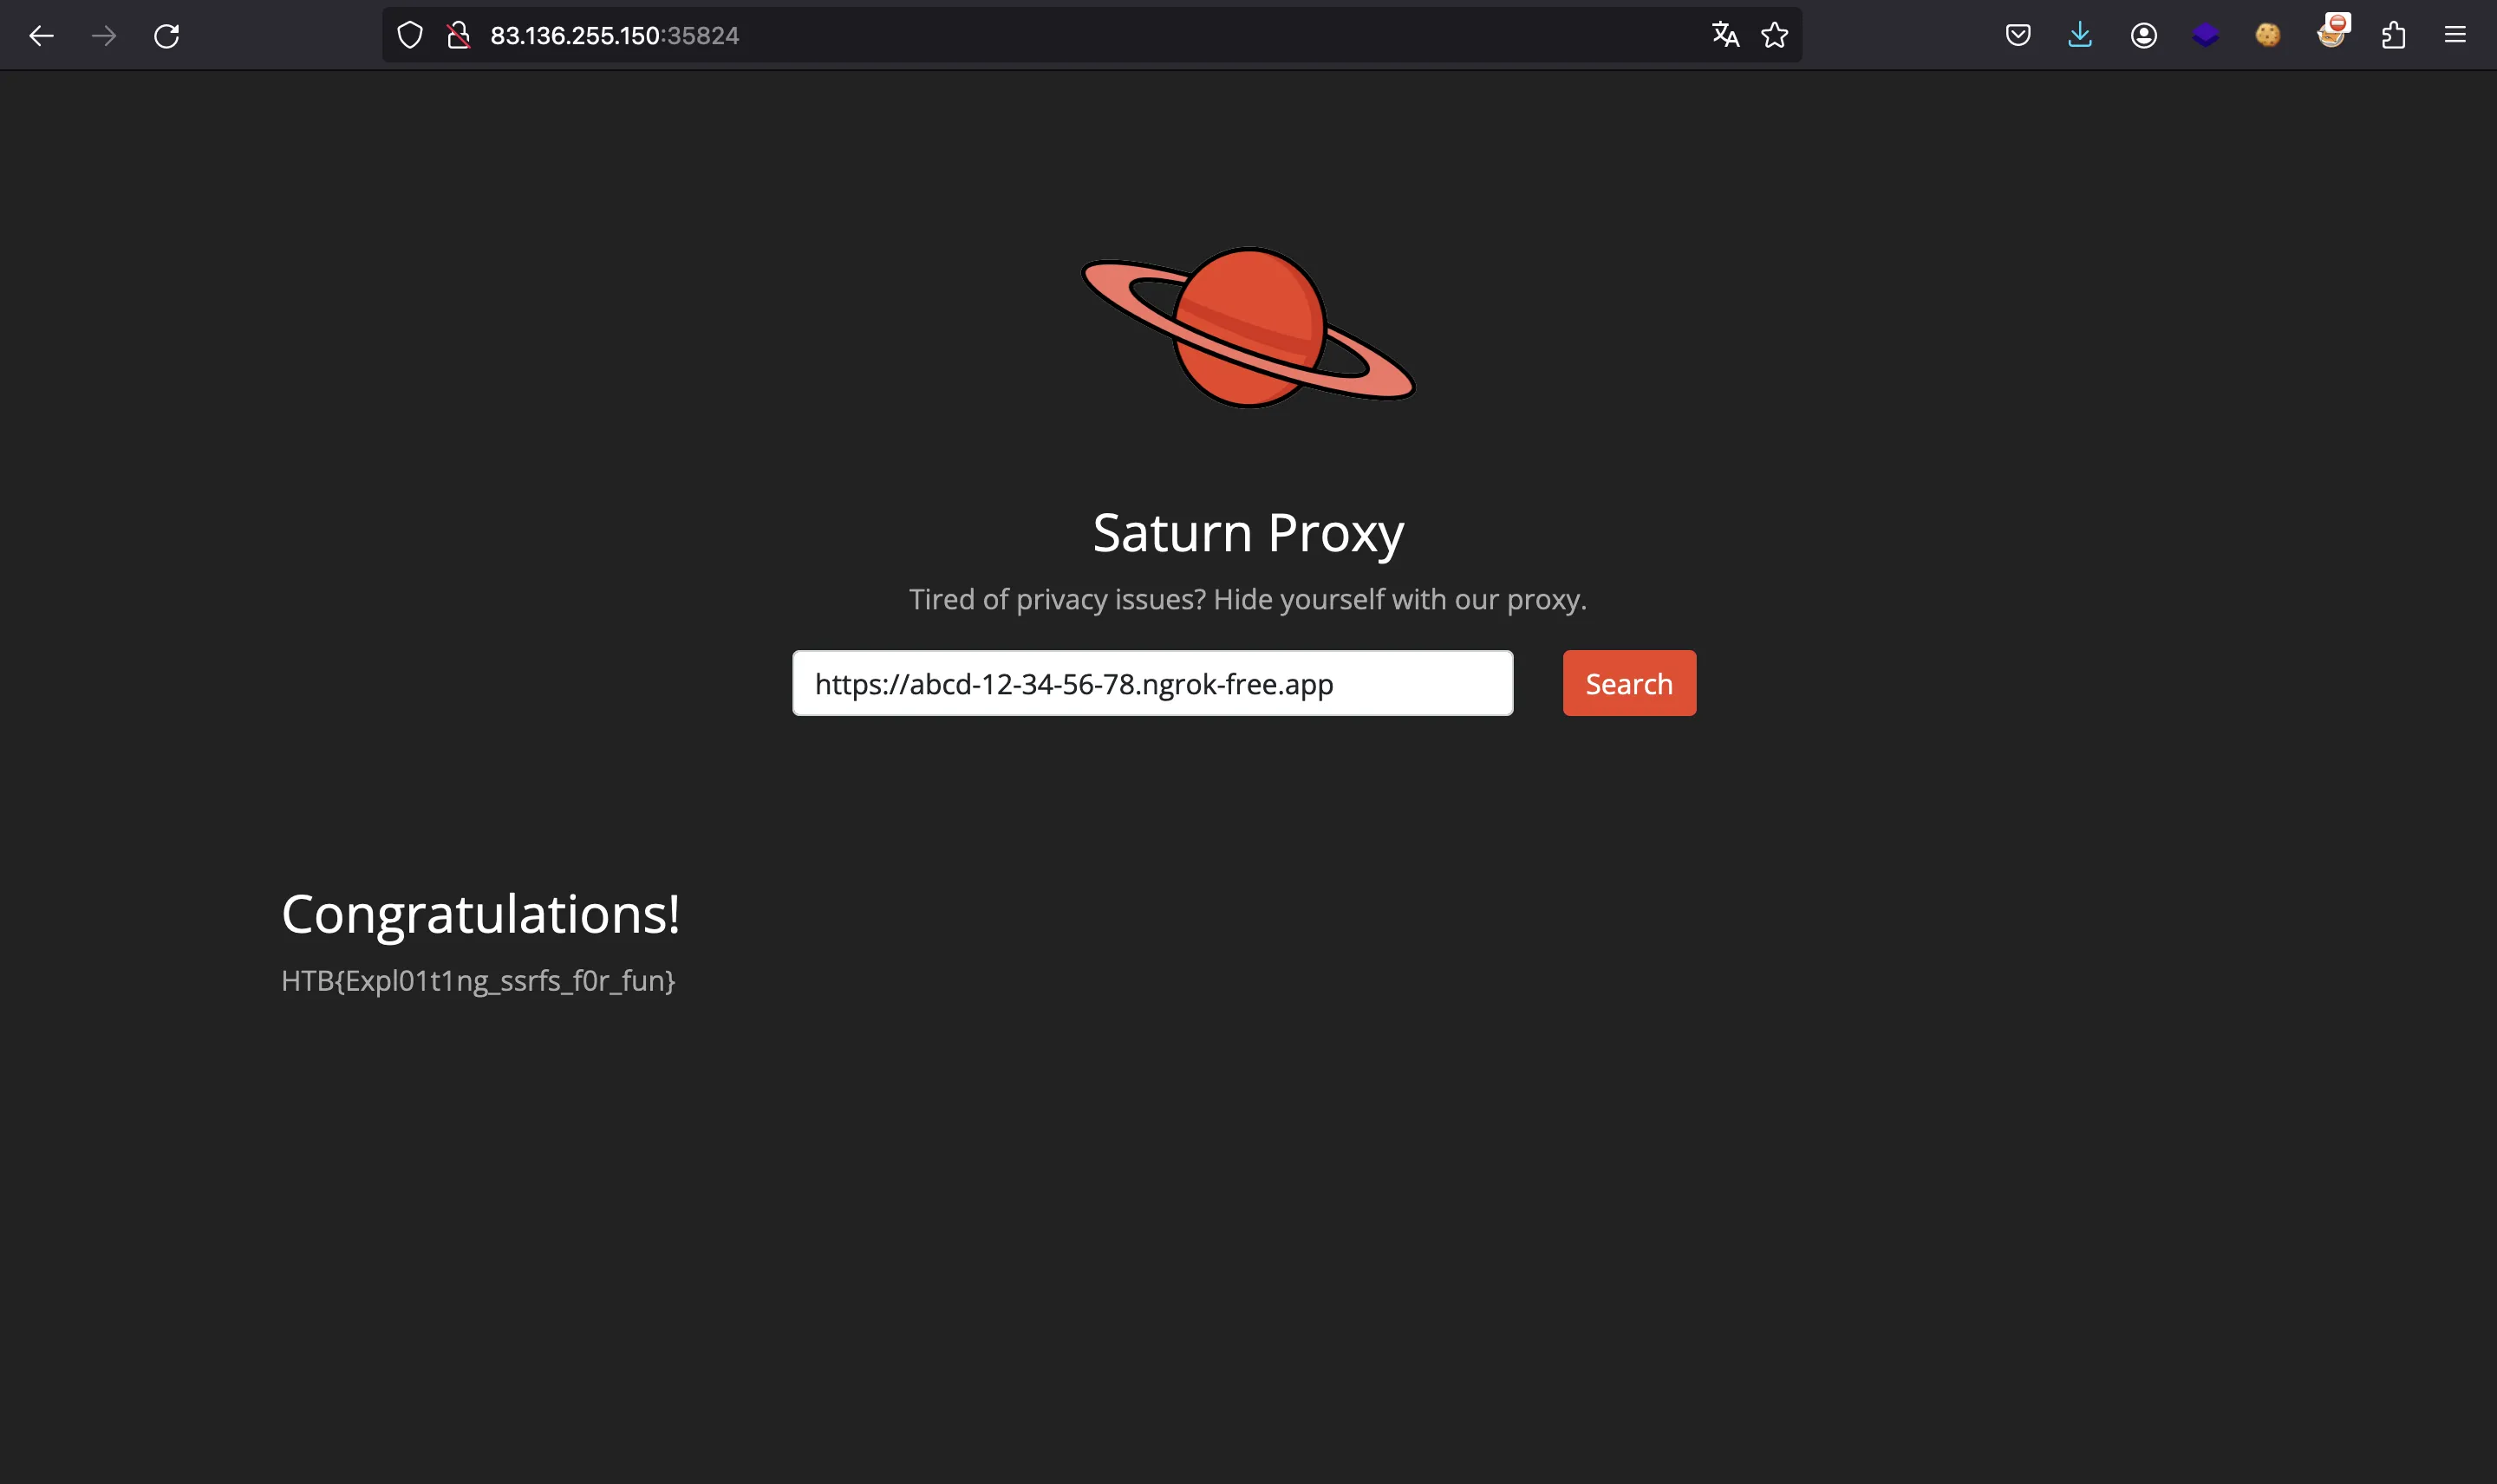 83.136.255.150:35824
Saturn Proxy
Tired of privacy issues? Hide yourself with our proxy.
https://abcd-12-34-56-78.ngrok-free.app
Search
Congratulations!
HTB{Expl01t1ng_ssrfs_f0r_fun}